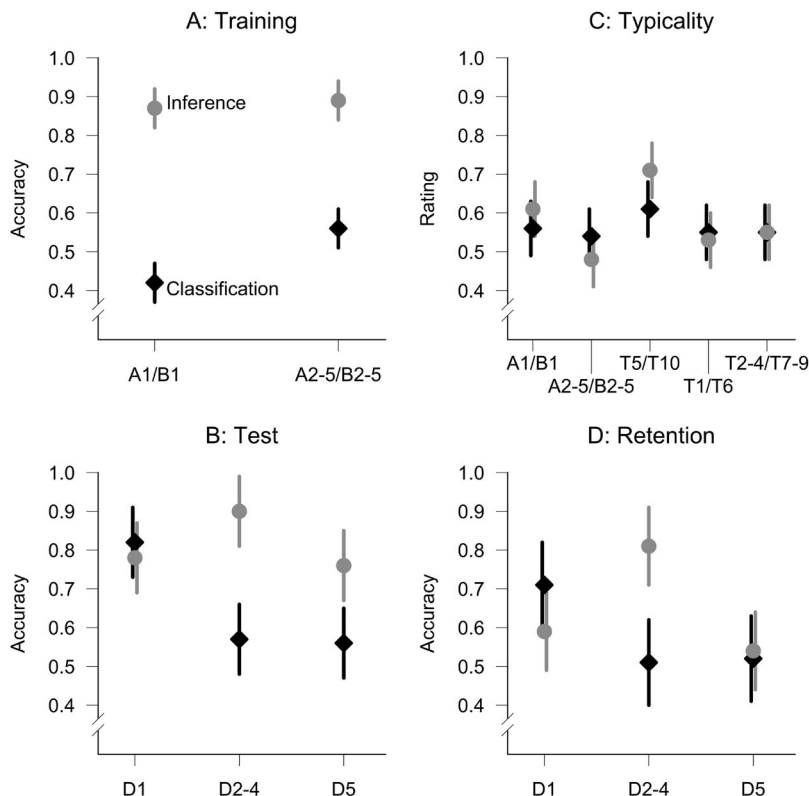 A: Training
1.0
0.9
0.8
0.7
0.6
0.5
0.4
Accuracy
Inference
Classification
A1/B1
A2-5/B2-5
C: Typicality
1.0
0.9
0.8
0.7
0.6
0.5
0.4
Rating
A1/B1
T5/T10
T2-4/T7-9
A2-5/B2-5
T1/T6
B: Test
1.0
0.9
0.8
0.7
0.6
0.5
0.4
Accuracy
D1
D2-4
D5
D: Retention
1.0
0.9
0.8
0.7
0.6
0.5
0.4
Accuracy
D1
D2-4
D5